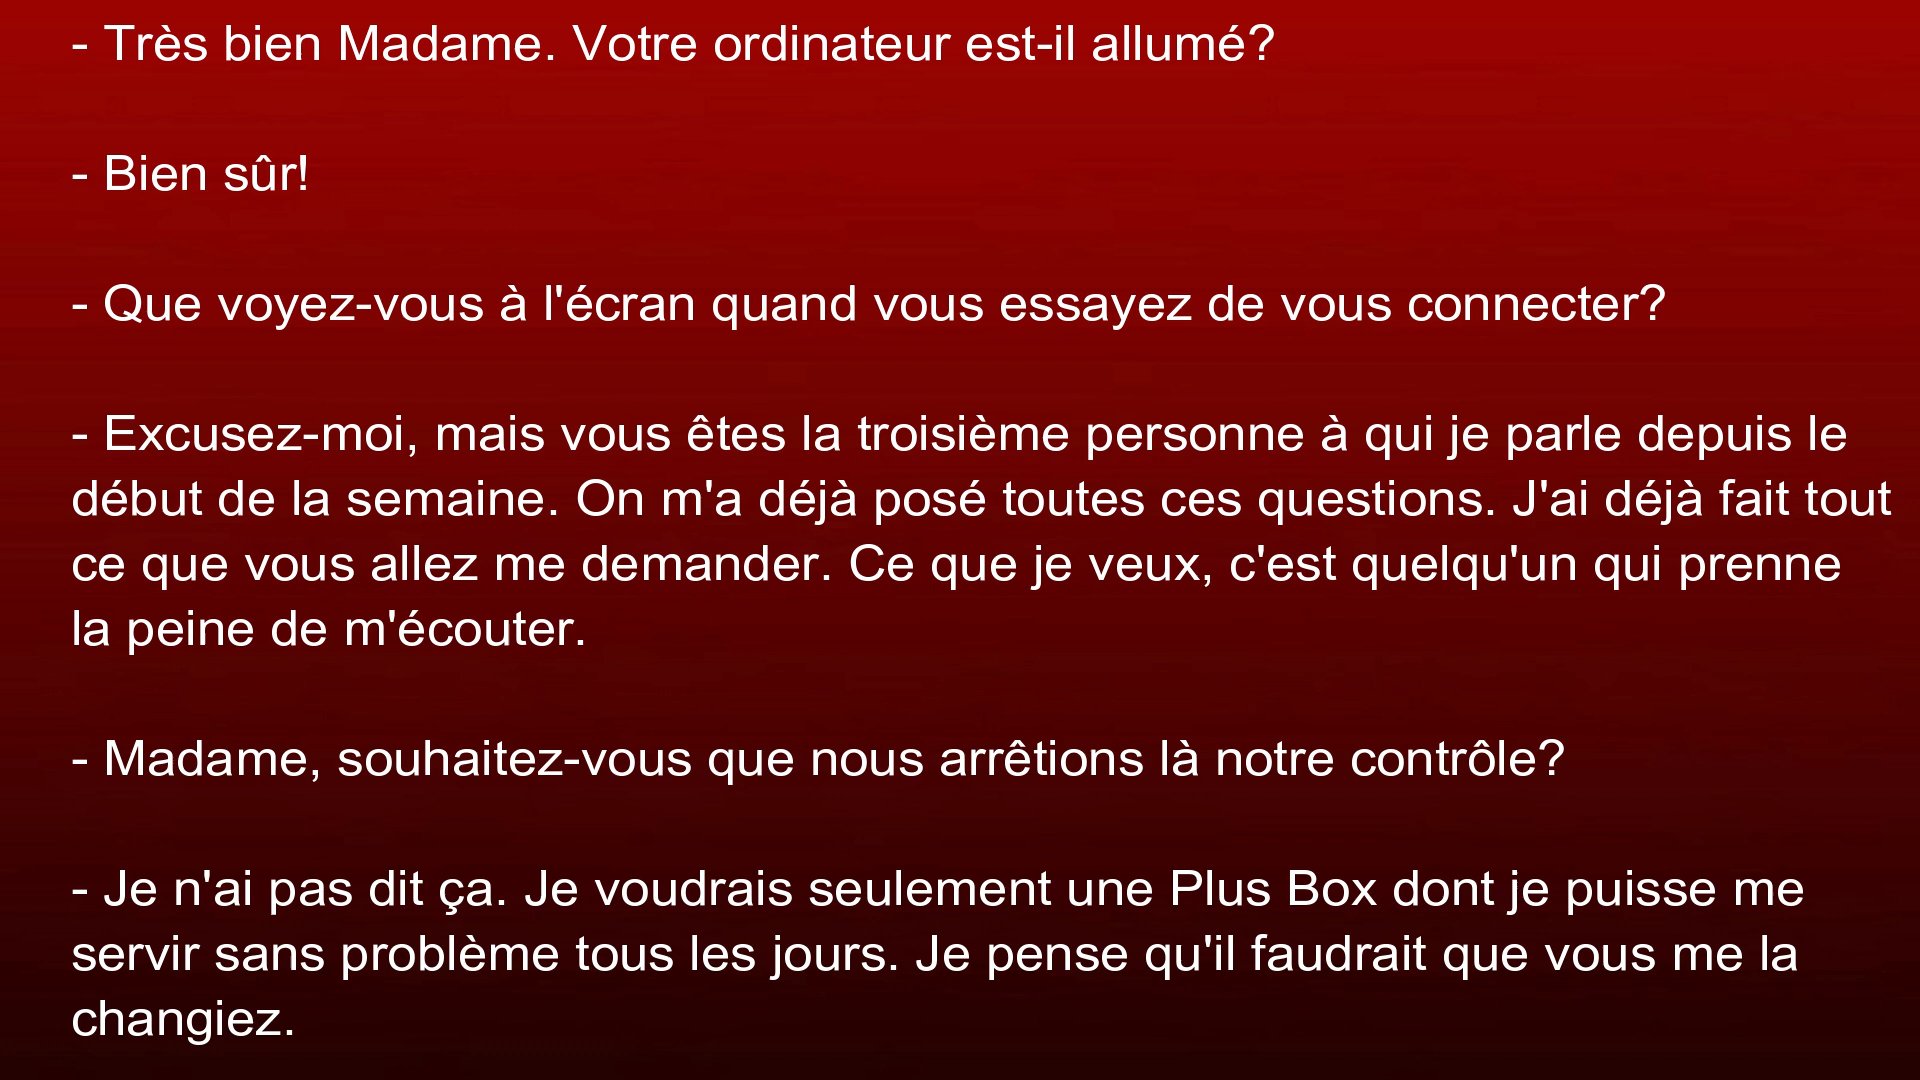 - Très bien Madame. Votre ordinateur est-il allumé?
- Bien sûr!
- Que voyez-vous à l'écran quand vous essayez de vous connecter?
- Excusez-moi, mais vous êtes la troisième personne à qui je parle depuis le
début de la semaine. On m'a déjà posé toutes ces questions. J'ai déjà fait tout
ce que vous allez me demander. Ce que je veux, c'est quelqu'un qui prenne
la peine de m'écouter.
- Madame, souhaitez-vous que nous arrêtions là notre contrôle?
- Je n'ai pas dit ça. Je voudrais seulement une Plus Box dont je puisse me
servir sans problème tous les jours. Je pense qu'il faudrait que vous me la
changiez.